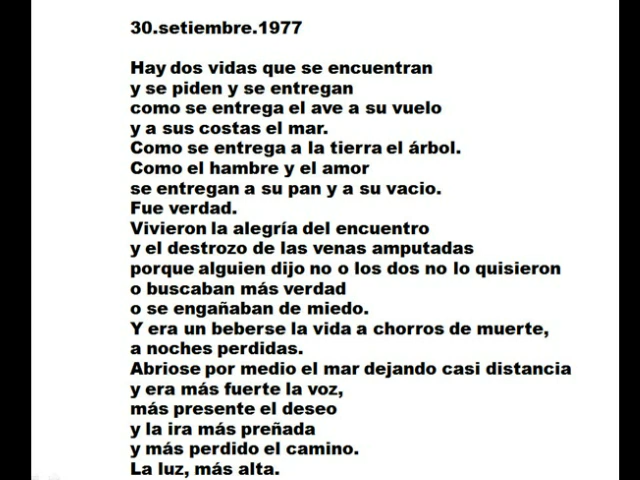 30.setiembre.1977
Hay dos vidas que se encuentran
y se piden y se entregan
como se entrega el ave a su vuelo
y a sus costas el mar.
Como se entrega a la tierra el árbol.
Como el hambre y el amor
se entregan a su pan y a su vacio.
Fue verdad.
Vivieron la alegría del encuentro
y el destrozo de las venas amputadas
porque alguien dijo no o los dos no lo quisieron
o buscaban más verdad
o se engañaban de miedo.
Y era un beberse la vida a chorros de muerte,
a noches perdidas.
Abriose por medio el mar dejando casi distancia
y era más fuerte la voz,
más presente el deseo
y la ira más preñada
y más perdido el camino.
La luz, más alta.